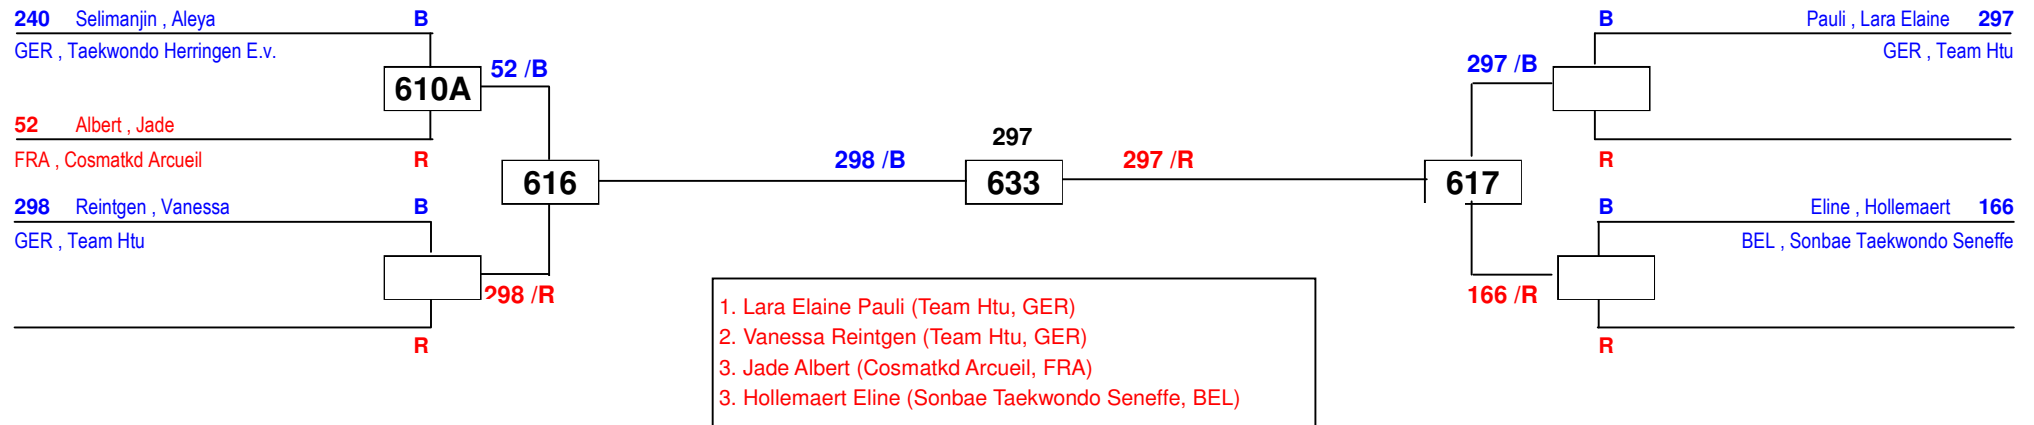 240 Selimanjin , Aleya B
GER , Taekwondo Herringen E.v.
52 /B
610A
52 Albert , Jade
FRA , Cosmatkd Arcueil R
616
298 Reintgen , Vanessa B
GER , Team Htu
298 /R
R
298 /B
297
633
297 /R
B Pauli , Lara Elaine 297
GER , Team Htu
297 /B
R
617
B Eline , Hollemaert 166
BEL , Sonbae Taekwondo Seneffe
166 /R
R
1. Lara Elaine Pauli (Team Htu, GER)
2. Vanessa Reintgen (Team Htu, GER)
3. Jade Albert (Cosmatkd Arcueil, FRA)
3. Hollemaert Eline (Sonbae Taekwondo Seneffe, BEL)